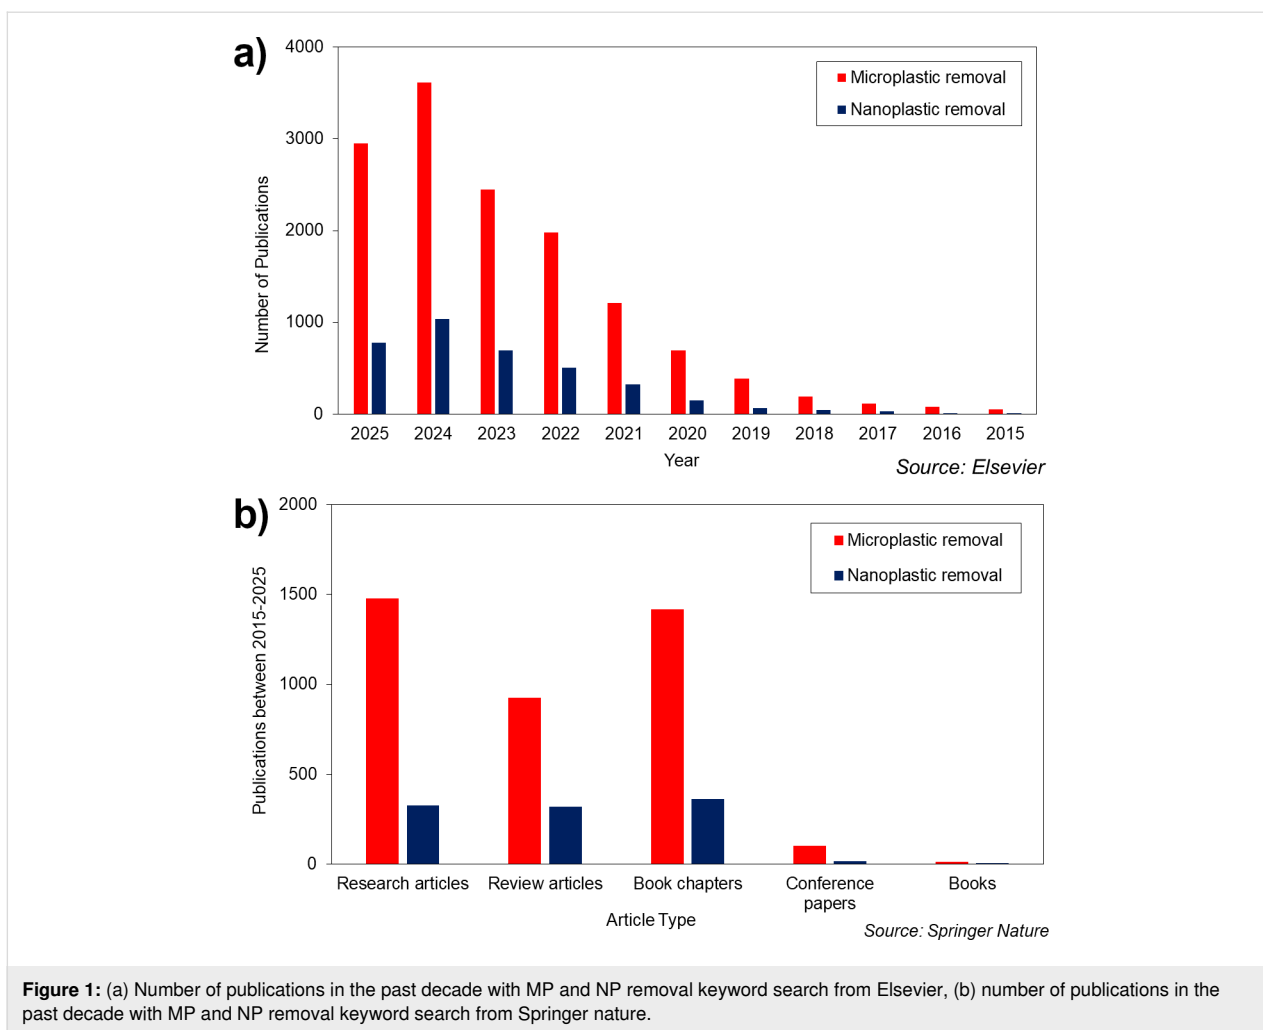 a)
4000
3000
2000
1000
0
Number of Publications
Microplastic removal
Nanoplastic removal
2025 2024 2023 2022 2021 2020 2019 2018 2017 2016 2015
Year
Source: Elsevier
b)
2000
1500
1000
500
0
Publications between 2015-2025
Microplastic removal
Nanoplastic removal
Research articles Review articles Book chapters Conference papers Books
Article Type
Source: Springer Nature
Figure 1: (a) Number of publications in the past decade with MP and NP removal keyword search from Elsevier, (b) number of publications in the
past decade with MP and NP removal keyword search from Springer nature.